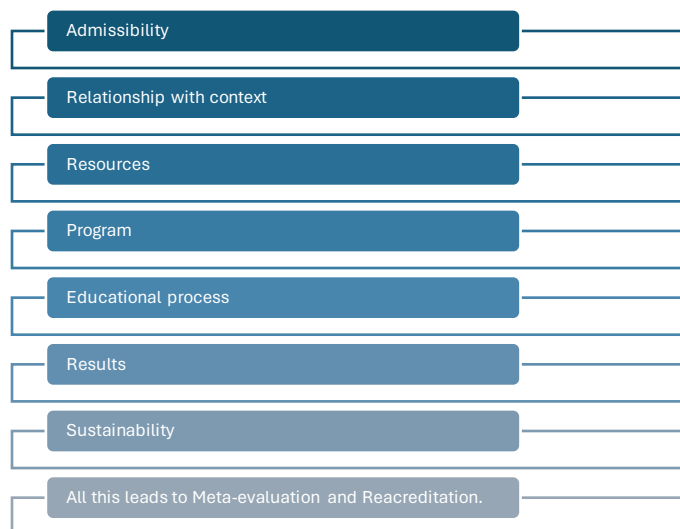 Admissibility
Relationship with context
Resources
Program
Educational process
Results
Sustainability
All this leads to Meta-evaluation and Reacreditation.